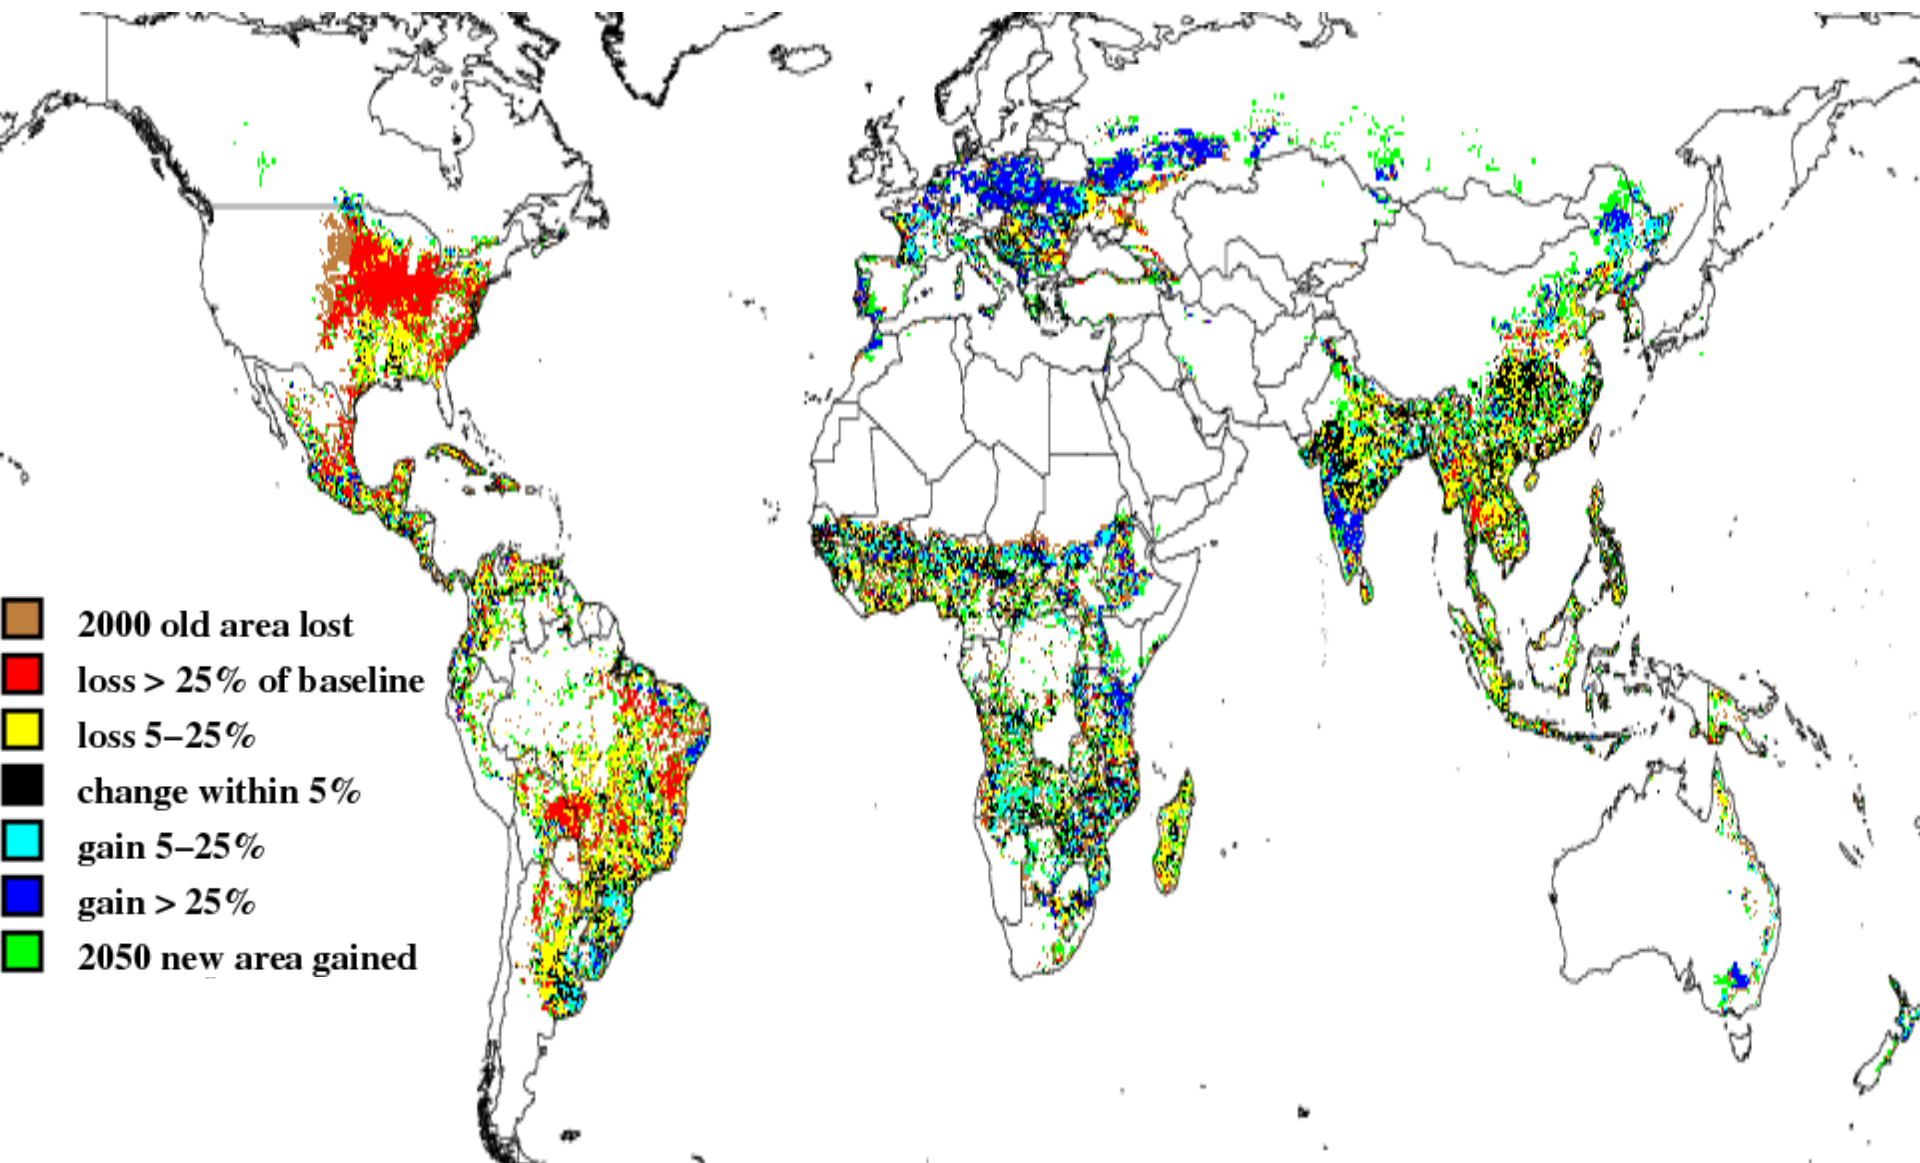 2000 old area lost
loss > 25% of baseline
loss 5–25%
change within 5%
gain 5–25%
gain > 25%
2050 new area gained